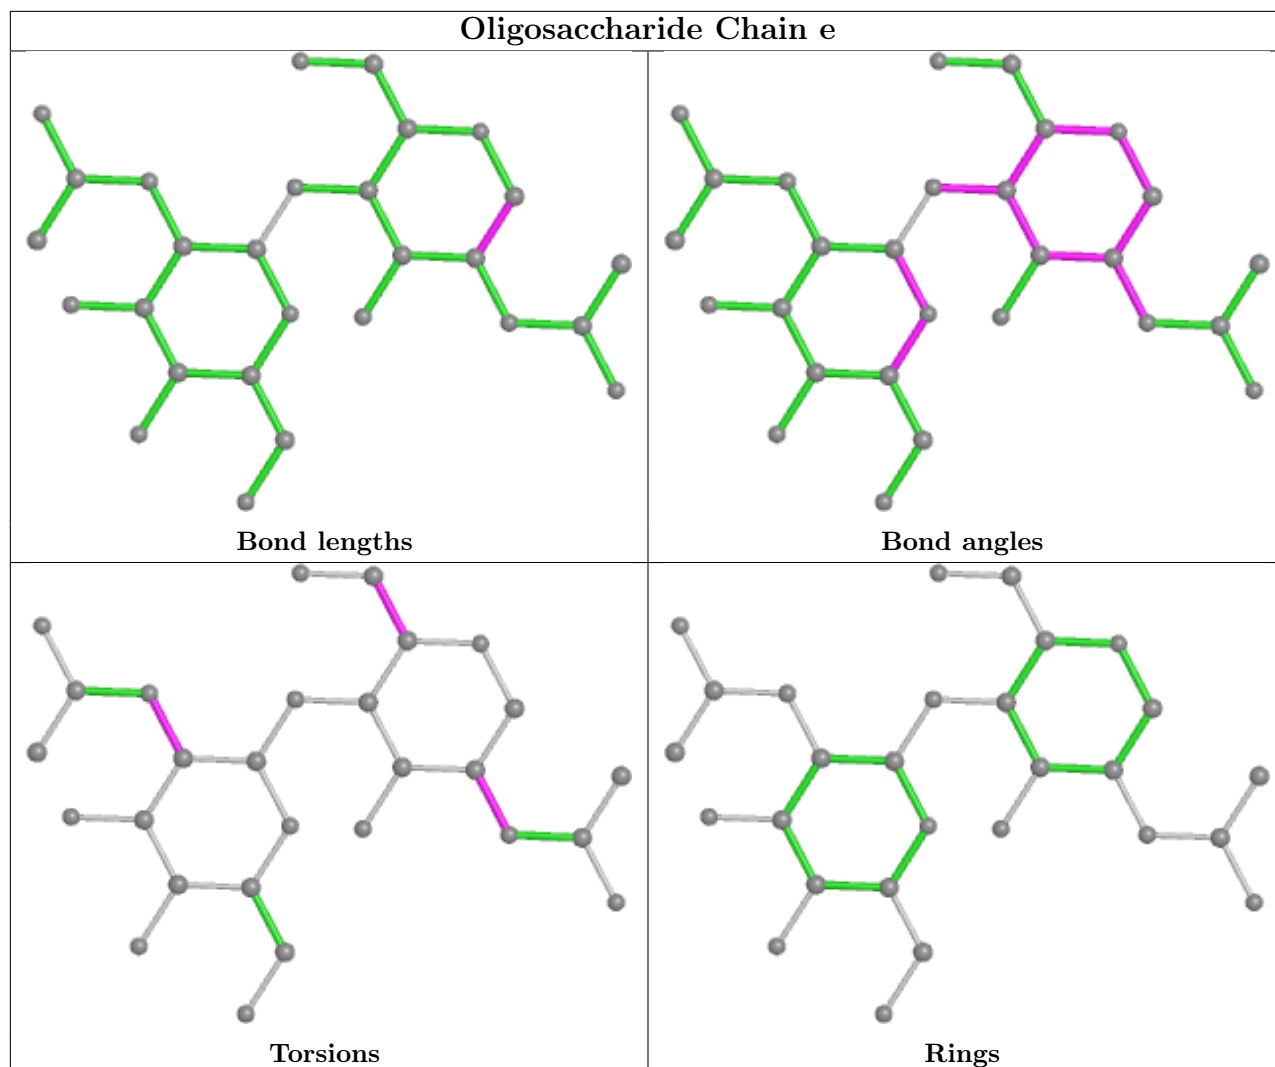 Oligosaccharide Chain e
Bond lengths
Bond angles
Torsions
Rings